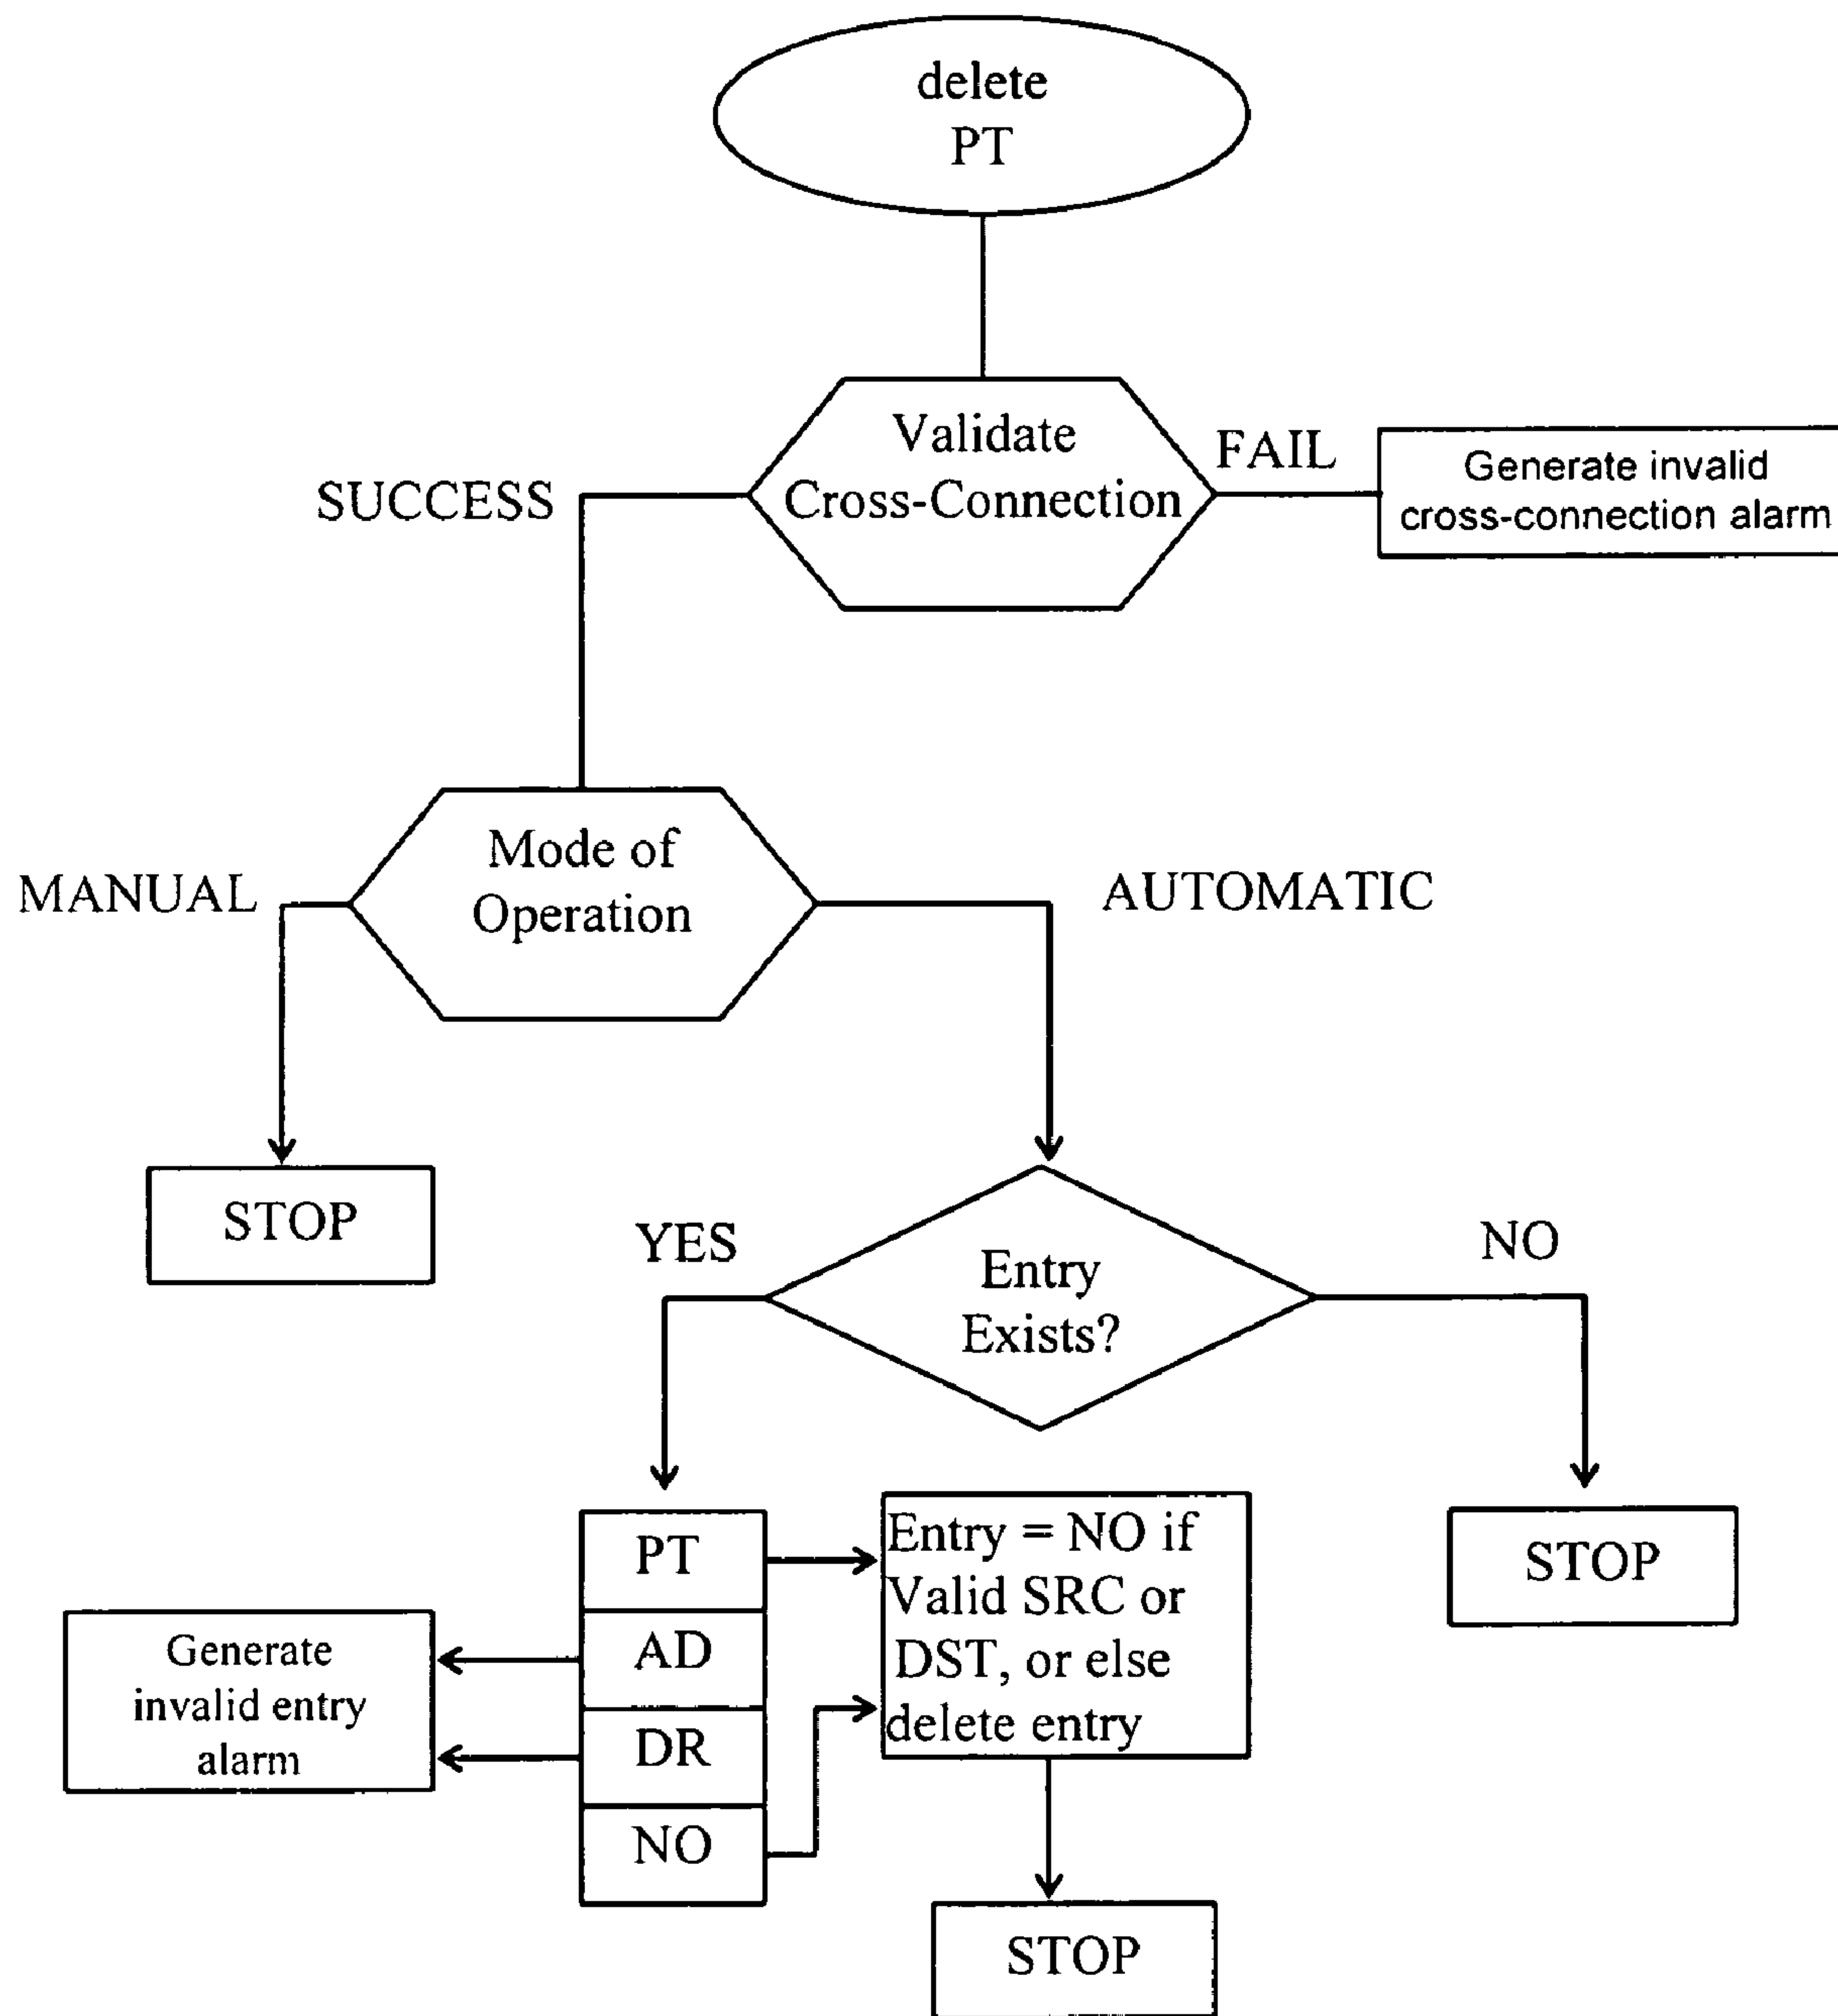 delete
PT
Validate
Cross-Connection
FAIL
Generate invalid
cross-connection alarm
SUCCESS
Mode of
Operation
MANUAL
AUTOMATIC
STOP
YES
Entry
Exists?
NO
PT
AD
DR
NO
Entry = NO if
Valid SRC or
DST, or else
delete entry
STOP
Generate
invalid entry
alarm
STOP